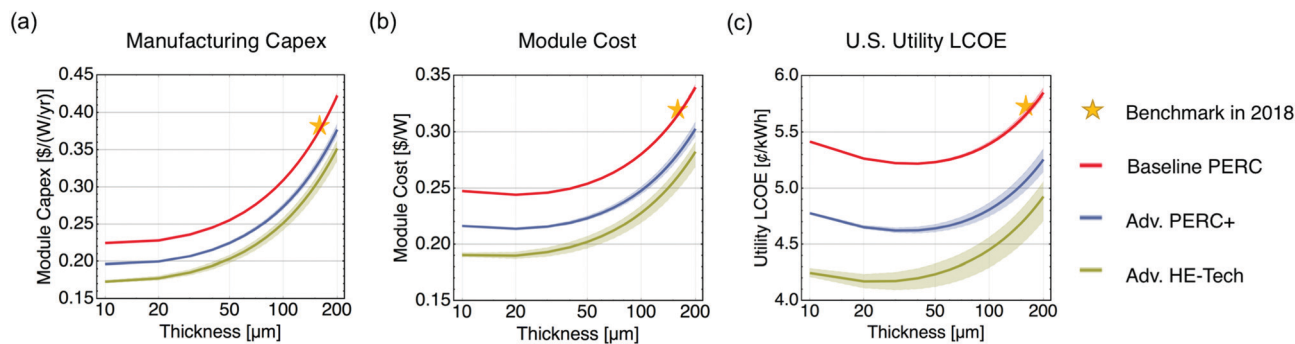 (a)
Manufacturing Capex
Module Capex [$/(W/yr)]
0.45
0.40
0.35
0.30
0.25
0.20
0.15
10
20
50
100
200
Thickness [µm]
(b)
Module Cost
Module Cost [$/W]
0.35
0.30
0.25
0.20
0.15
10
20
50
100
200
Thickness [µm]
(c)
U.S. Utility LCOE
Utility LCOE [¢/kWh]
6.0
5.5
5.0
4.5
4.0
10
20
50
100
200
Thickness [µm]
Benchmark in 2018
Baseline PERC
Adv. PERC+
Adv. HE-Tech